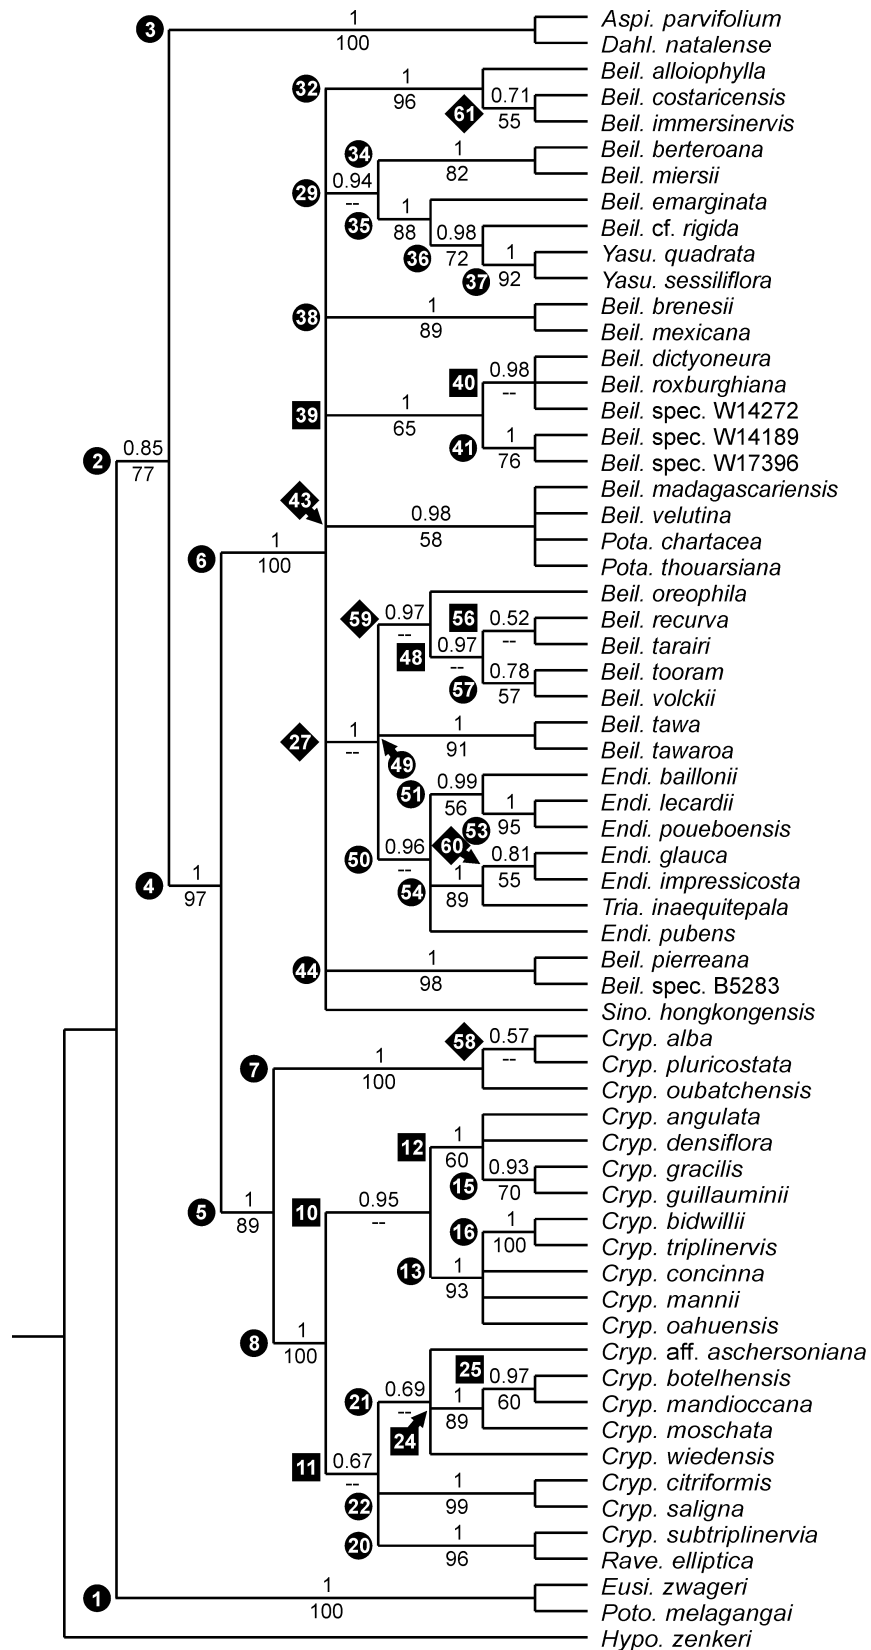 3
1
100
Aspi. parvifolium
Dahl. natalense
32
1
96
61
0.71
55
Beil. alloiophylla
Beil. costaricensis
Beil. immersinervis
29
0.94
--
34
1
82
Beil. berteroana
Beil. miersii
35
1
88
36
0.98
72
37
1
92
Beil. emarginata
Beil. cf. rigida
Yasu. quadrata
Yasu. sessiliflora
38
1
89
Beil. brenesii
Beil. mexicana
39
1
65
40
0.98
--
41
1
76
Beil. dictyoneura
Beil. roxburghiana
Beil. spec. W14272
Beil. spec. W14189
Beil. spec. W17396
2
0.85
77
43
0.98
58
Beil. madagascariensis
Beil. velutina
Pota. chartacea
Pota. thouarsiana
6
1
100
59
0.97
--
48
0.97
--
56
0.52
--
57
0.78
57
Beil. oreophila
Beil. recurva
Beil. tarairi
Beil. tooram
Beil. volckii
27
1
--
49
1
91
Beil. tawa
Beil. tawaroa
50
0.96
--
51
0.99
56
53
1
95
54
1
89
60
0.81
55
Endi. baillonii
Endi. lecardii
Endi. poueboensis
Endi. glauca
Endi. impressicosta
Tria. inaequitepala
Endi. pubens
4
1
97
44
1
98
Beil. pierreana
Beil. spec. B5283
Sino. hongkongensis
7
1
100
58
0.57
--
Cryp. alba
Cryp. pluricostata
Cryp. oubatchensis
5
1
89
10
0.95
--
12
1
60
15
0.93
70
Cryp. angulata
Cryp. densiflora
Cryp. gracilis
Cryp. guillauminii
13
1
93
16
1
100
Cryp. bidwillii
Cryp. triplinervis
Cryp. concinna
Cryp. mannii
Cryp. oahuensis
8
1
100
11
0.67
--
21
0.69
--
24
1
89
25
0.97
60
Cryp. aff. aschersoniana
Cryp. botelhensis
Cryp. mandioccana
Cryp. moschata
Cryp. wiedensis
22
1
99
Cryp. citriformis
Cryp. saligna
20
1
96
Cryp. subtriplinervia
Rave. elliptica
1
1
100
Eusi. zwageri
Poto. melagangai
Hypo. zenkeri